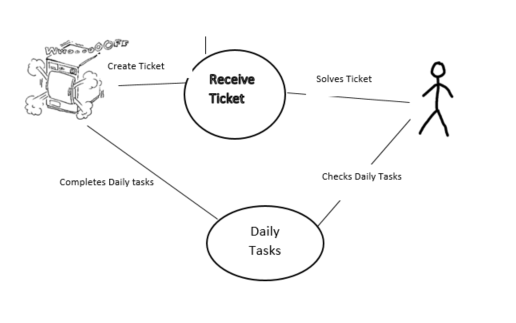 Create Ticket
Receive
Ticket
Solves Ticket
Completes Daily tasks
Checks Daily Tasks
Daily
Tasks